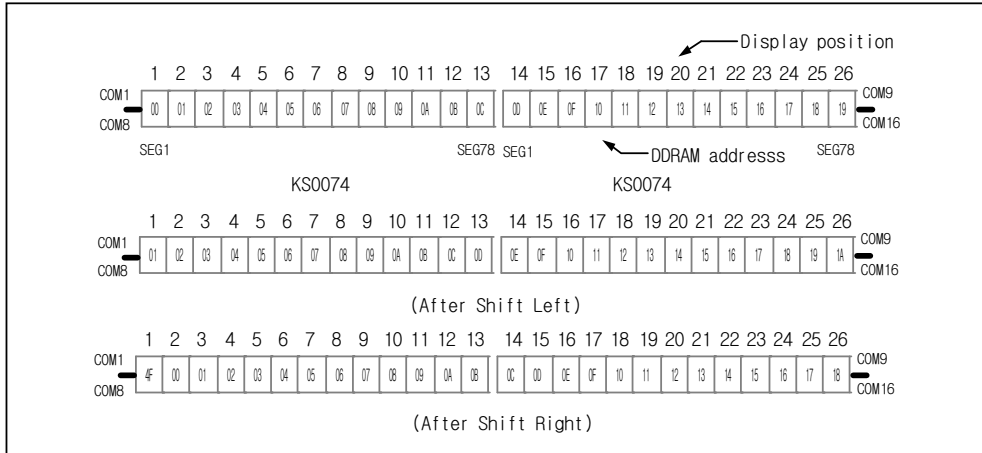 Display position
1 2 3 4 5 6 7 8 9 10 11 12 13 14 15 16 17 18 19 20 21 22 23 24 25 26
COM1 COM9
00 01 02 03 04 05 06 07 08 09 0A 0B 0C 0D 0E 0F 10 11 12 13 14 15 16 17 18 19
COM8 COM16
SEG1 SEG78 SEG1 DDRAM addresss SEG78
KS0074 KS0074
1 2 3 4 5 6 7 8 9 10 11 12 13 14 15 16 17 18 19 20 21 22 23 24 25 26
COM1 COM9
01 02 03 04 05 06 07 08 09 0A 0B 0C 0D 0E 0F 10 11 12 13 14 15 16 17 18 19 1A
COM8 COM16
(After Shift Left)
1 2 3 4 5 6 7 8 9 10 11 12 13 14 15 16 17 18 19 20 21 22 23 24 25 26
COM1 COM9
4F 00 01 02 03 04 05 06 07 08 09 0A 0B 0C 0D 0E 0F 10 11 12 13 14 15 16 17 18
COM8 COM16
(After Shift Right)